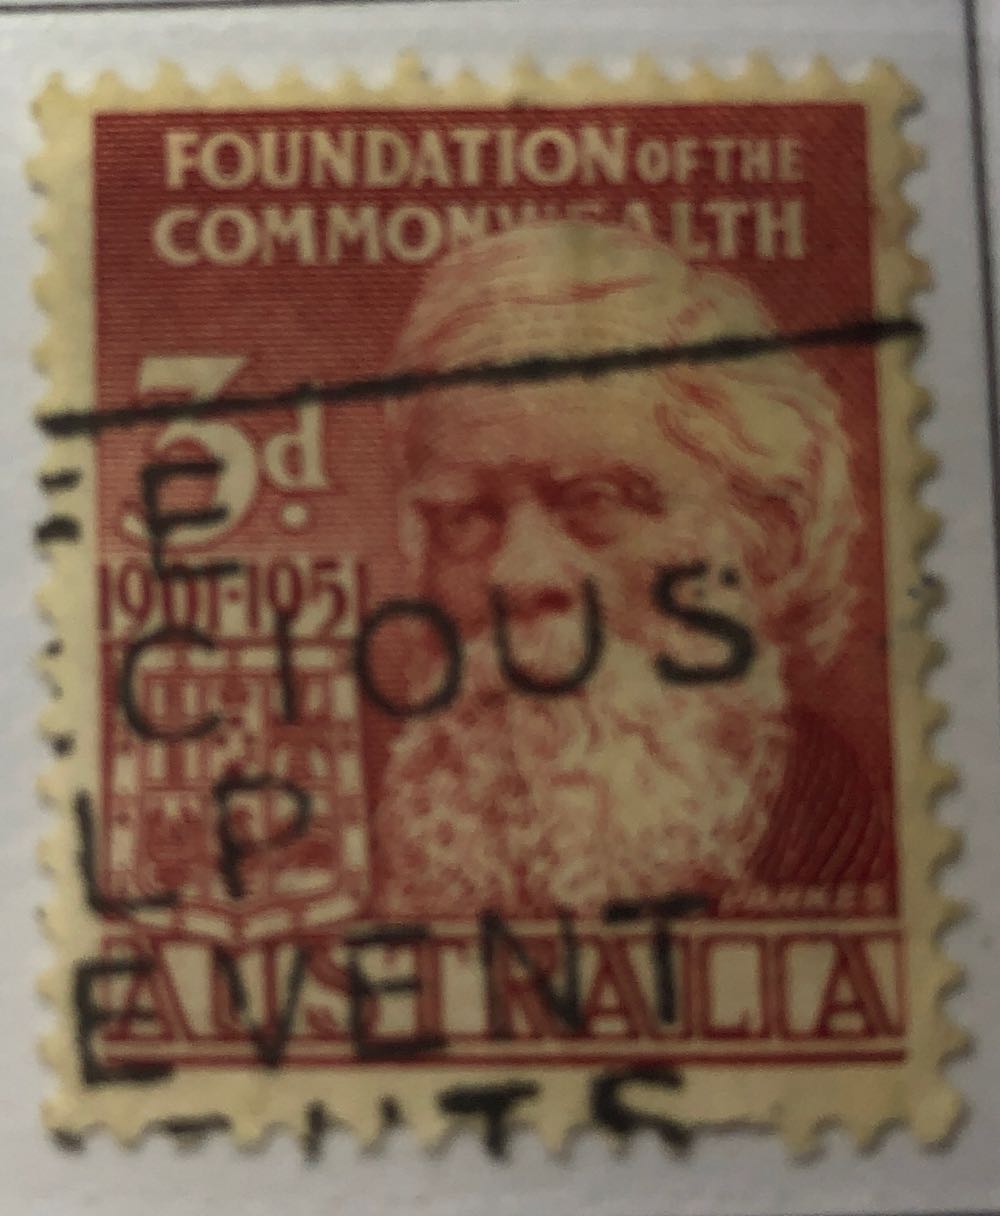 FOUNDATION OF THE
COMMONWEALTH
3d.
E
1901-1951
CIOUS
LP
PARKES
EVENT
AUSTRALIA